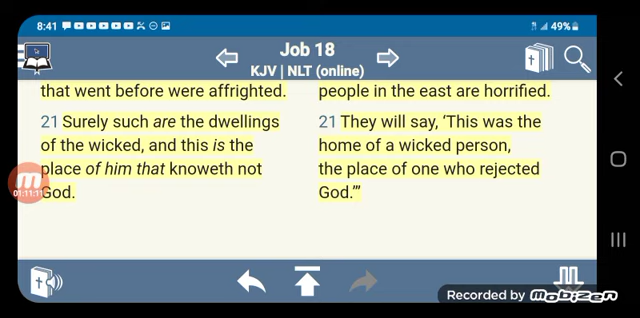 8:41
49%
Job 18
KJV | NLT (online)
that went before were affrighted.
21 Surely such are the dwellings
of the wicked, and this is the
place of him that knoweth not
God.
people in the east are horrified.
21 They will say, ‘This was the
home of a wicked person,
the place of one who rejected
God.’”
01:11:11
Recorded by MOBIZEN